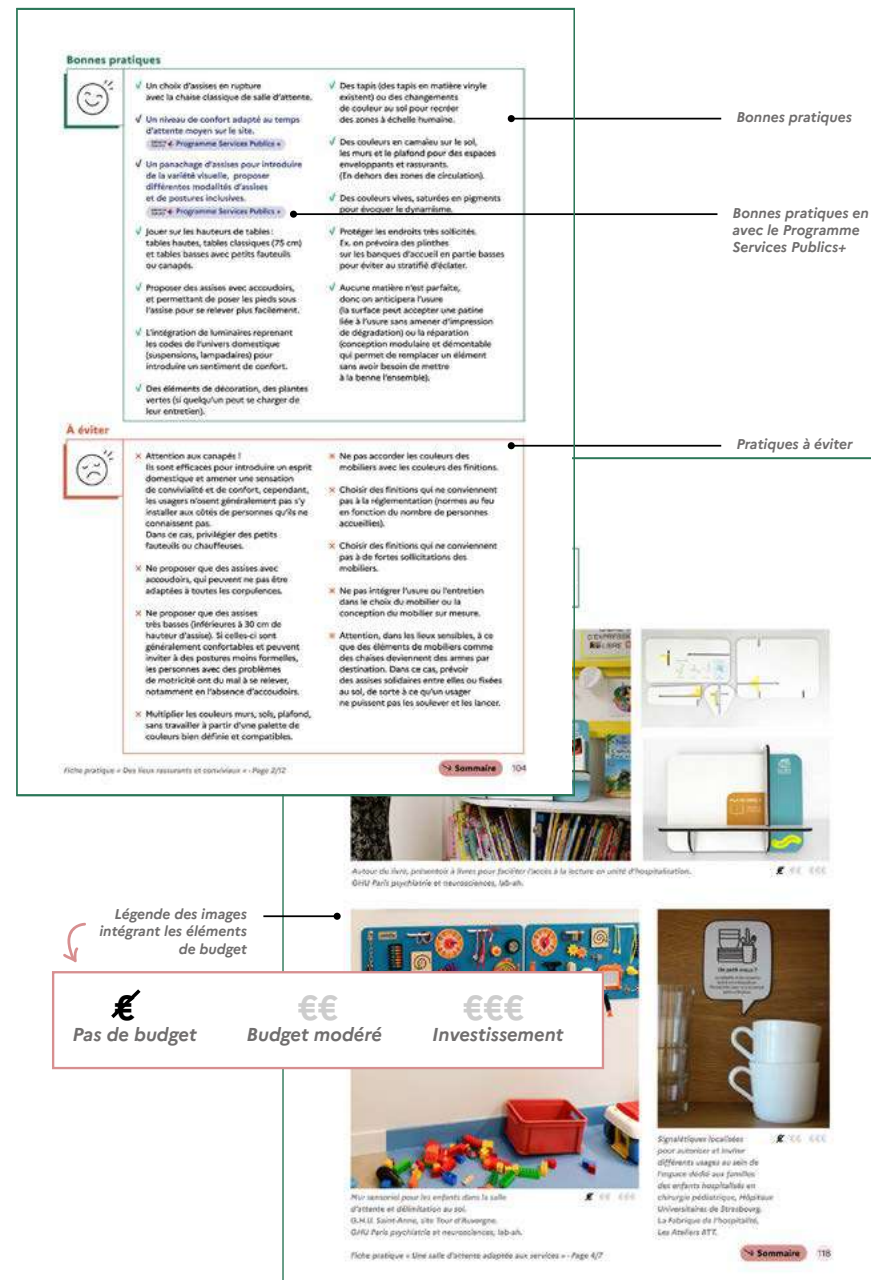 Bonnes pratiques
√ Un choix d'assises en rupture
avec la chaise classique de salle d'attente.
√ Un niveau de confort adapté au temps
d'attente moyen sur le site.
Programme Services Publics +
√ Un panachage d'assises pour introduire
de la variété visuelle, proposer
différentes modalités d'assises
et de postures inclusives.
Programme Services Publics +
√ Jouer sur les hauteurs de tables :
tables hautes, tables classiques (75 cm)
et tables basses avec petits fauteuils
ou canapés.
√ Proposer des assises avec accoudoirs,
et permettant de poser les pieds sous
l'assise pour se relever plus facilement.
√ L'intégration de luminaires reprenant
les codes de l'univers domestique
(suspensions, lampadaires) pour
introduire un sentiment de confort.
√ Des éléments de décoration, des plantes
vertes (si quelqu'un peut se charger de
leur entretien).
√ Des tapis (des tapis en matière vinyle
existent) ou des changements
de couleur au sol pour recréer
des zones à échelle humaine.
√ Des couleurs en camaïeu sur le sol,
les murs et le plafond pour des espaces
enveloppants et rassurants.
(En dehors des zones de circulation).
√ Des couleurs vives, saturées en pigments
pour évoquer le dynamisme.
√ Protéger les endroits très sollicités.
Ex. on prévoira des plinthes
sur les banques d'accueil en partie basses
pour éviter au stratifié d'éclater.
√ Aucune matière n'est parfaite,
donc on anticipera l'usure
(la surface peut accepter une patine
liée à l'usure sans amener d'impression
de dégradation) ou la réparation
(conception modulaire et démontable
qui permet de remplacer un élément
sans avoir besoin de mettre
à la benne l'ensemble).
À éviter
× Attention aux canapés !
Ils sont efficaces pour introduire un esprit
domestique et amener une sensation
de convivialité et de confort, cependant,
les usagers n'osent généralement pas s'y
installer aux côtés de personnes qu'ils ne
connaissent pas.
Dans ce cas, privilégier des petits
fauteuils ou chauffeuses.
× Ne proposer que des assises avec
accoudoirs, qui peuvent ne pas être
adaptées à toutes les corpulences.
× Ne proposer que des assises
très basses (inférieures à 30 cm de
hauteur d'assise). Si celles-ci sont
généralement confortables et peuvent
inviter à des postures moins formelles,
les personnes avec des problèmes
de motricité ont du mal à se relever,
notamment en l'absence d'accoudoirs.
× Multiplier les couleurs murs, sols, plafond,
sans travailler à partir d'une palette de
couleurs bien définie et compatibles.
× Ne pas accorder les couleurs des
mobiliers avec les couleurs des finitions.
× Choisir des finitions qui ne conviennent
pas à la réglementation (normes au feu
en fonction du nombre de personnes
accueillies).
× Choisir des finitions qui ne conviennent
pas à de fortes sollicitations des
mobiliers.
× Ne pas intégrer l'usure ou l'entretien
dans le choix du mobilier ou la
conception du mobilier sur mesure.
× Attention, dans les lieux sensibles, à ce
que des éléments de mobiliers comme
des chaises deviennent des armes par
destination. Dans ce cas, prévoir
des assises solidaires entre elles ou fixées
au sol, de sorte à ce qu'un usager
ne puissent pas les soulever et les lancer.
Fiche pratique « Des lieux rassurants et conviviaux » - Page 2/12
Sommaire 104
Bonnes pratiques
Bonnes pratiques en
avec le Programme
Services Publics+
Pratiques à éviter
D'EXPRESSION
LIBRE
Autour du livre, présentoir à livres pour faciliter l'accès à la lecture en unité d'hospitalisation.
GHU Paris psychiatrie et neurosciences, lab-ah.
€ €€ €€€
Légende des images
intégrant les éléments
de budget
€ €€ €€€
Pas de budget Budget modéré Investissement
Un petit creux ?
Mur sensoriel pour les enfants dans la salle
d'attente et délimitation au sol.
G.H.U. Saint-Anne, site Tour d'Auvergne.
GHU Paris psychiatrie et neurosciences, lab-ah.
€ €€ €€€
Signalétiques localisées
pour autoriser et inviter
différents usages au sein de
l'espace dédié aux familles
des enfants hospitalisés en
chirurgie pédiatrique, Hôpitaux
Universitaires de Strasbourg.
La Fabrique de l'hospitalité,
Les Ateliers RTT.
€ €€ €€€
Fiche pratique « Une salle d'attente adaptée aux services » - Page 4/7
Sommaire 118